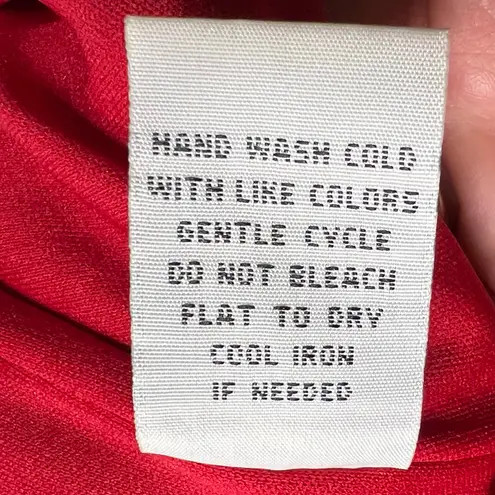 HAND WASH COLD
WITH LIKE COLORS
GENTLE CYCLE
DO NOT BLEACH
FLAT TO DRY
COOL IRON
IF NEEDED